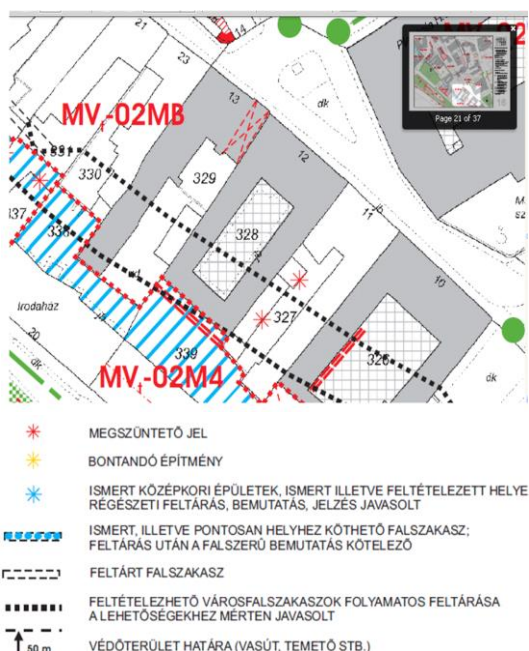 21
14
23
Page 21 of 37
13
dk
MV-02MB
331
330
12
329
337
328
11
Irodaház
327
10
20
339
326
dk
MV-02M4
dk
MEGSZÜNTETŐ JEL
BONTANDÓ ÉPÍTMÉNY
ISMERT KÖZÉPKORI ÉPÜLETEK, ISMERT ILLETVE FELTÉTELEZETT HELYE
RÉGÉSZETI FELTÁRÁS, BEMUTATÁS, JELZÉS JAVASOLT
ISMERT, ILLETVE PONTOSAN HELYHEZ KÖTHETŐ FALSZAKASZ;
FELTÁRÁS UTÁN A FALSZERŰ BEMUTATÁS KÖTELEZŐ
FELTÁRT FALSZAKASZ
FELTÉTELEZHETŐ VÁROSFALSZAKASZOK FOLYAMATOS FELTÁRÁSA
A LEHETŐSÉGEKHEZ MÉRTEN JAVASOLT
50 m VÉDŐTERÜLET HATÁRA (VASÚT, TEMETŐ STB.)